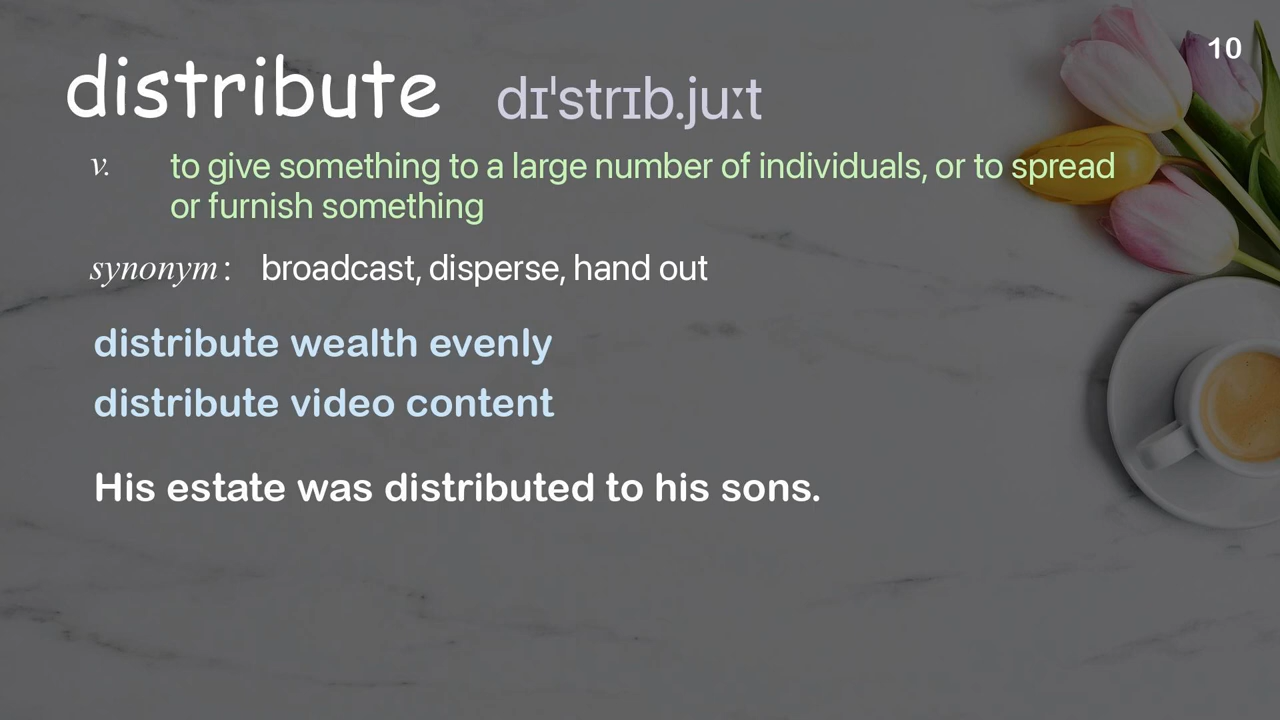 10
distribute dɪˈstrɪb.juːt
v. to give something to a large number of individuals, or to spread
or furnish something
synonym : broadcast, disperse, hand out
distribute wealth evenly
distribute video content
His estate was distributed to his sons.